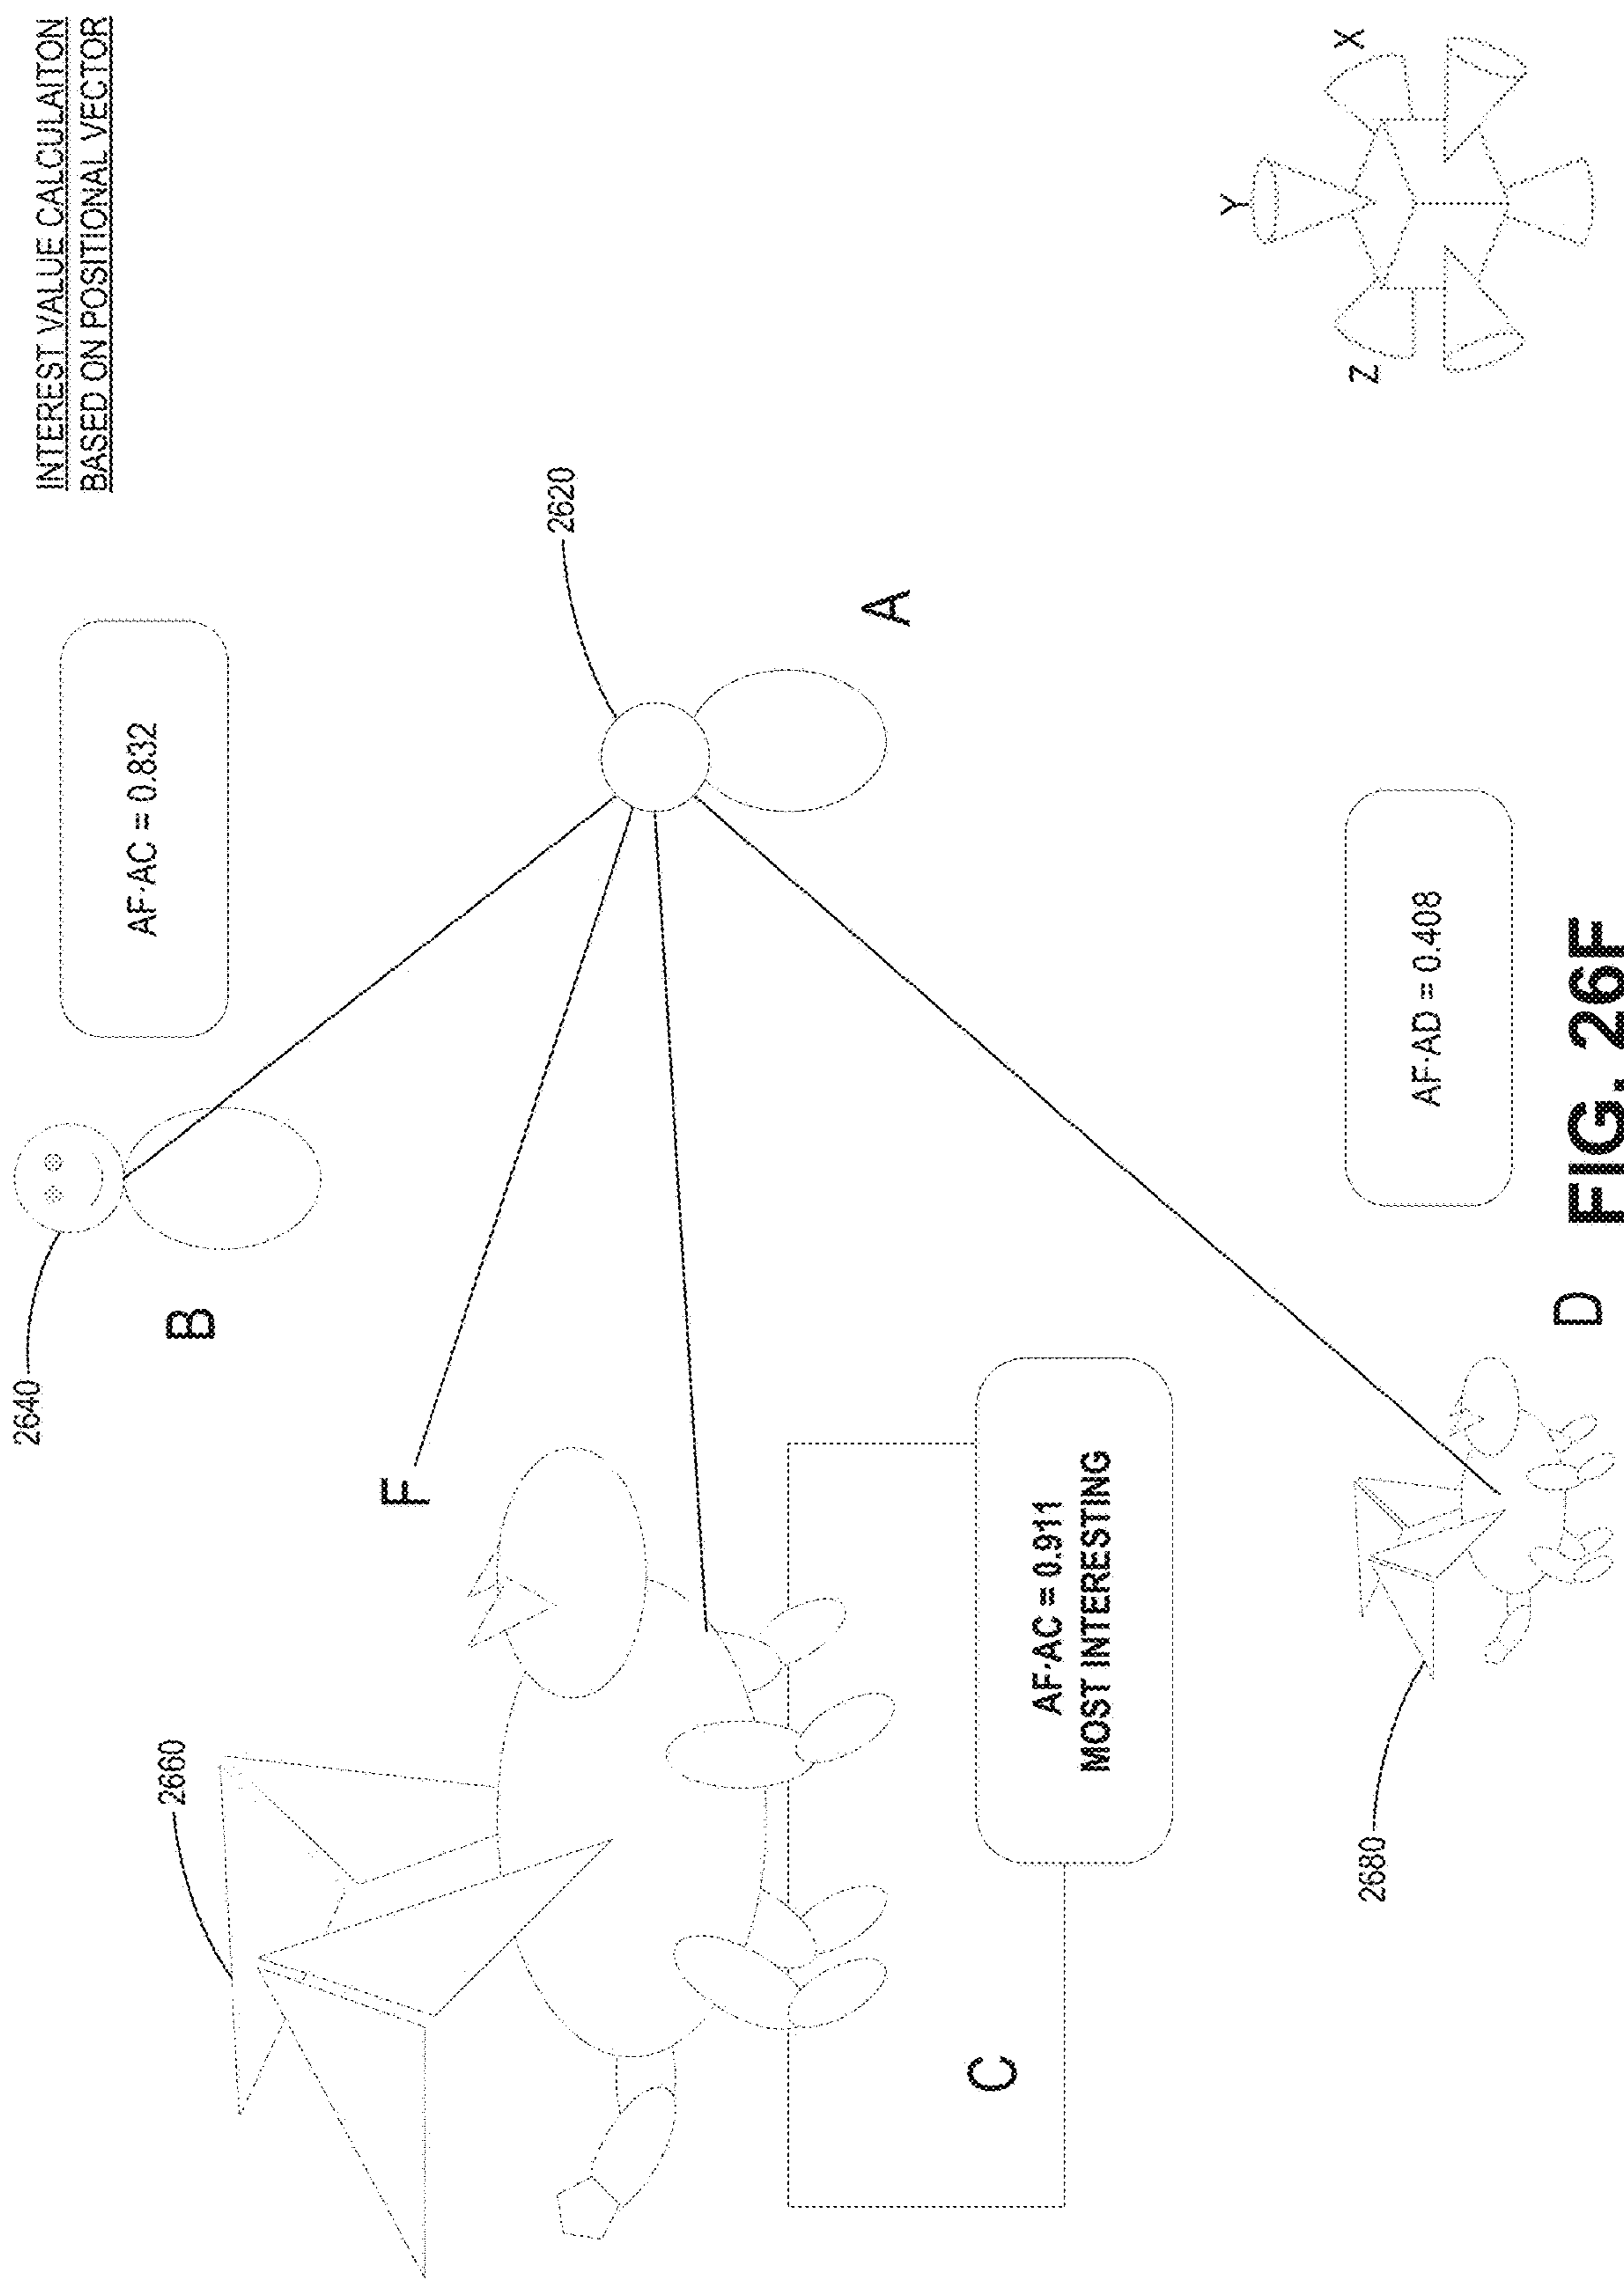 INTEREST VALUE CALCULAITON
BASED ON POSITIONAL VECTOR
2640
B
AF·AC = 0.832
2660
F
2620
A
C
AF·AC = 0.911
MOST INTERESTING
2680
D
AF·AD = 0.408
Y
Z
X
FIG. 26F